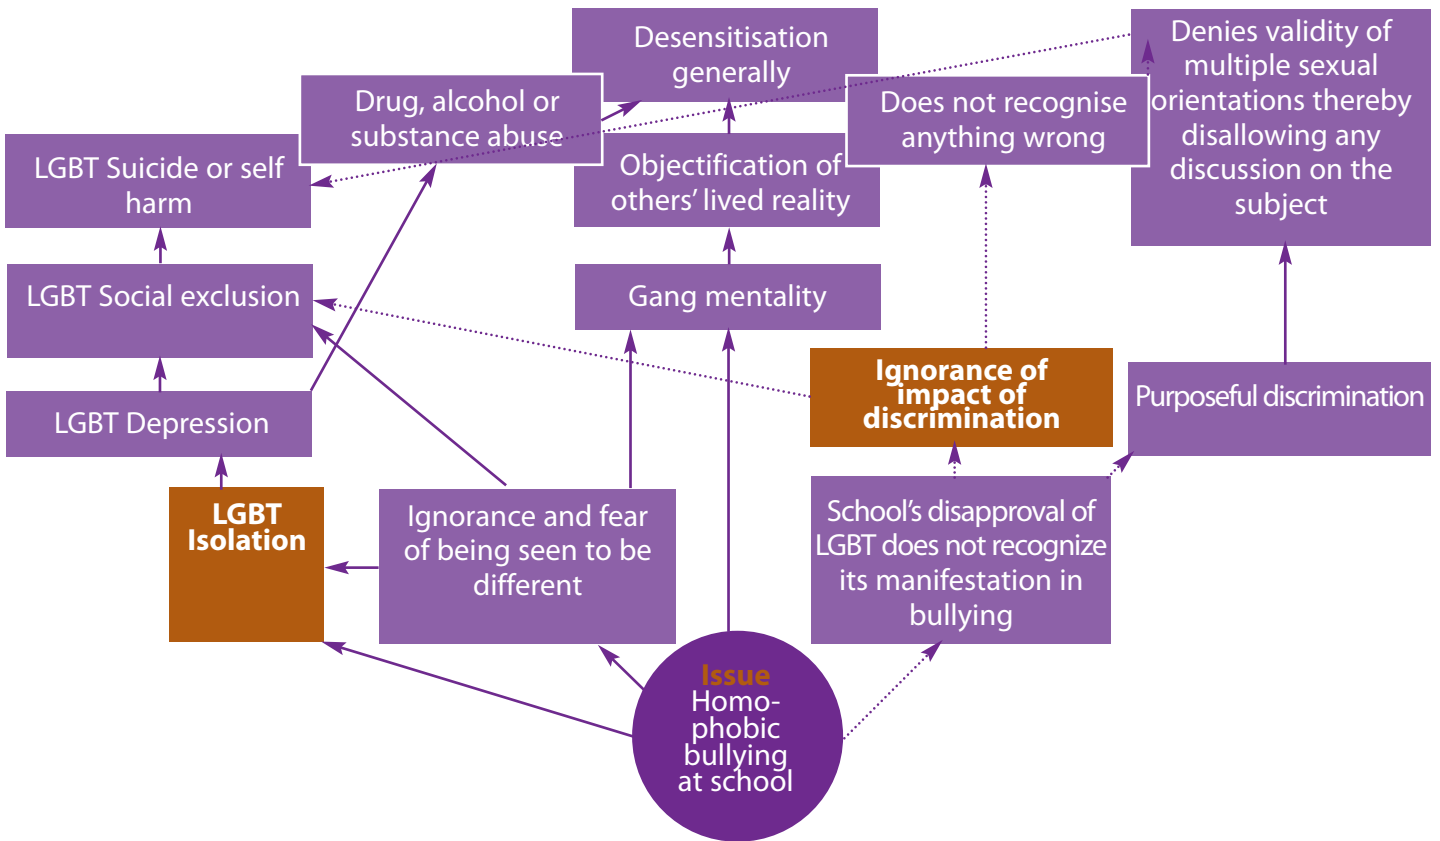 Desensitisation
generally
Denies validity of
multiple sexual
orientations thereby
disallowing any
discussion on the
subject
Drug, alcohol or
substance abuse
Does not recognise
anything wrong
LGBT Suicide or self
harm
Objectification of
others’ lived reality
LGBT Social exclusion
Gang mentality
Ignorance of
impact of
discrimination
Purposeful discrimination
LGBT Depression
LGBT
Isolation
Ignorance and fear
of being seen to be
different
School’s disapproval of
LGBT does not recognize
its manifestation in
bullying
Issue
Homo-
phobic
bullying
at school